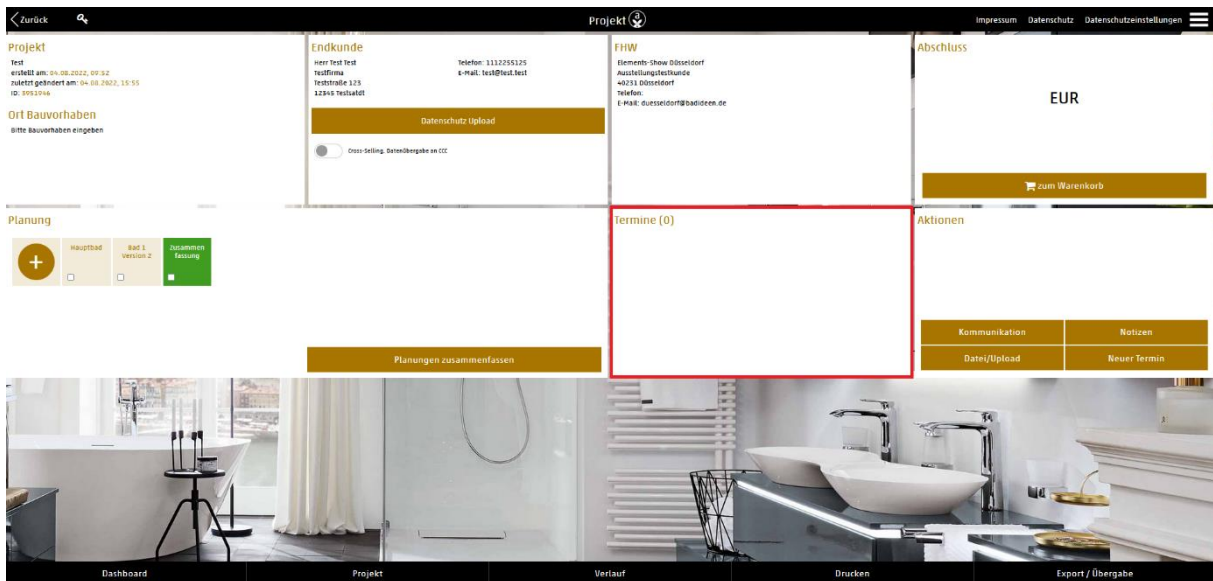 Zurück
Projekt
Impressum Datenschutz Datenschutzeinstellungen
Projekt
Test
erstellt am: 04.08.2022, 09:52
zuletzt geändert am: 04.08.2022, 15:55
ID: 5951946
Ort Bauvorhaben
Bitte Bauvorhaben eingeben
Endkunde
Herr Test Test
Testfirma
Teststraße 123
12345 Testsatdt
Telefon: 1112255125
E-Mail: test@test.test
Datenschutz Upload
Cross-Selling, Datenübergabe an CCC
FHW
Elements-Show Düsseldorf
Ausstellungstestkunde
40231 Düsseldorf
Telefon:
E-Mail: duesseldorf@badideen.de
Abschluss
EUR
zum Warenkorb
Planung
+
Hauptbad
Bad 1
Version 2
Zusammen
fassung
Planungen zusammenfassen
Termine (0)
Aktionen
Kommunikation
Notizen
Datei/Upload
Neuer Termin
Dashboard
Projekt
Verlauf
Drucken
Export / Übergabe